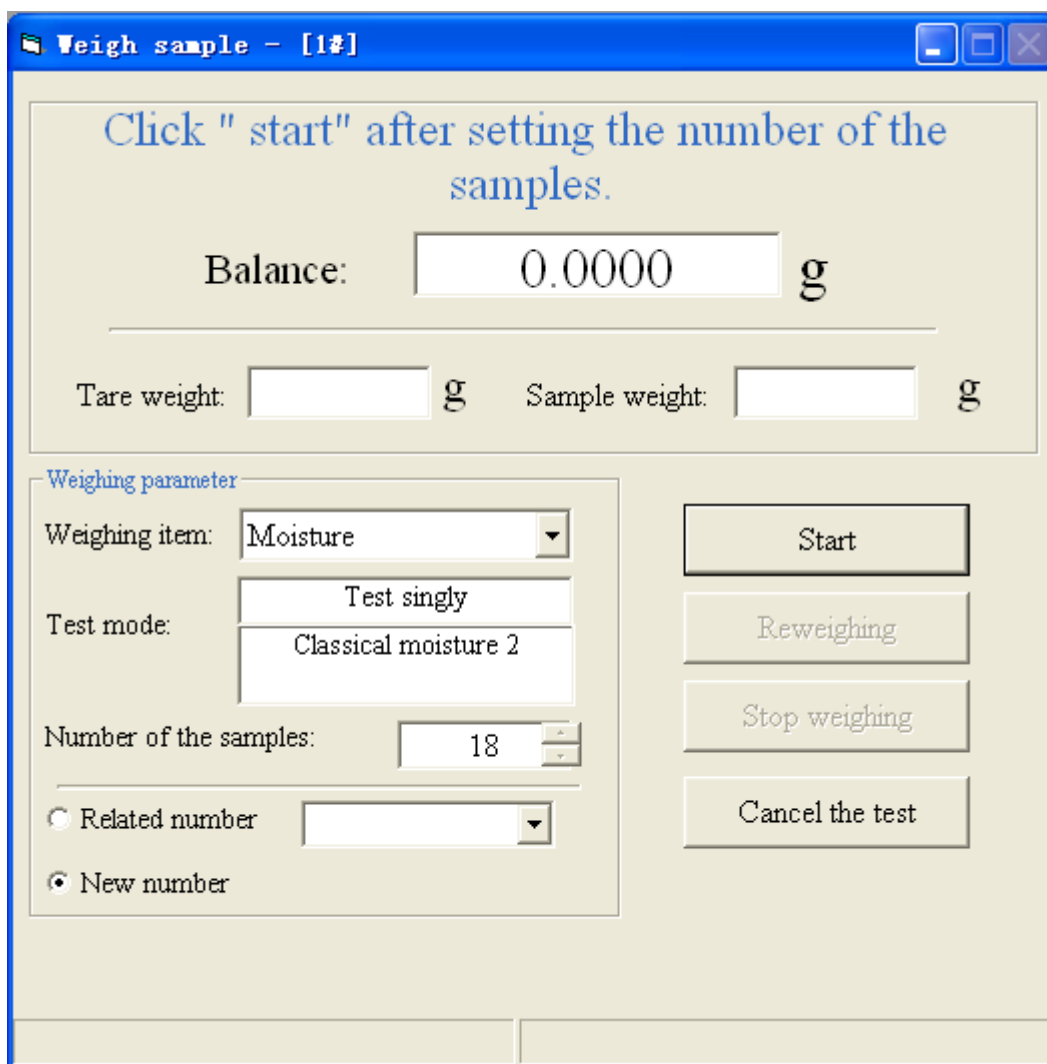 Weigh sample - [1#]
Click " start" after setting the number of the
samples.
Balance: 0.0000 g
Tare weight: g Sample weight: g
Weighing parameter
Weighing item: Moisture
Start
Test mode: Test singly
Classical moisture 2
Reweighing
Number of the samples: 18
Stop weighing
Related number
Cancel the test
New number